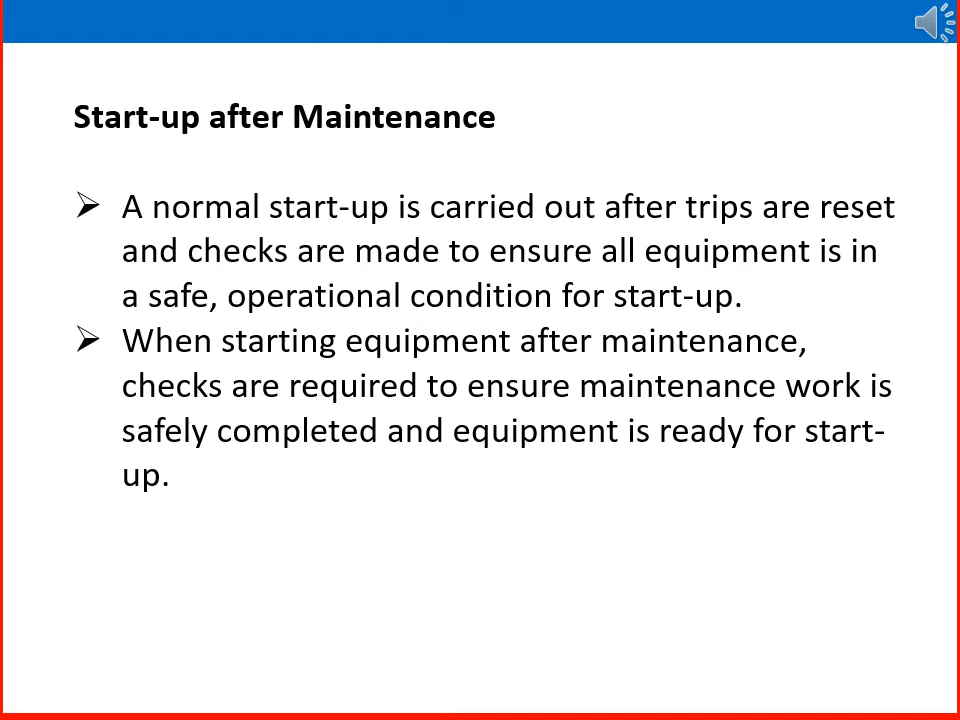 Start-up after Maintenance
➢ A normal start-up is carried out after trips are reset
and checks are made to ensure all equipment is in
a safe, operational condition for start-up.
➢ When starting equipment after maintenance,
checks are required to ensure maintenance work is
safely completed and equipment is ready for start-
up.